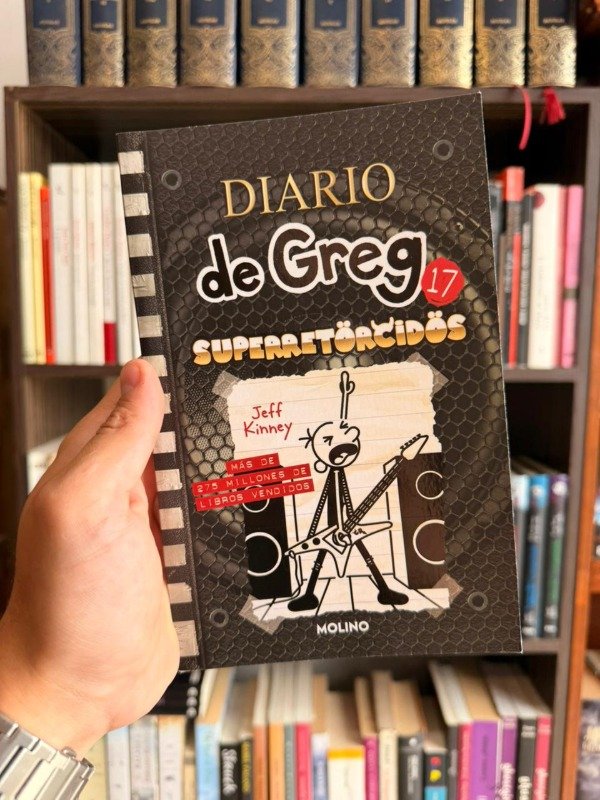 DIARIO
de Greg
17
SUPERRETÖRCIDÖS
Jeff
Kinney
MÁS DE
275 MILLONES DE
LIBROS VENDIDOS
MOLINO